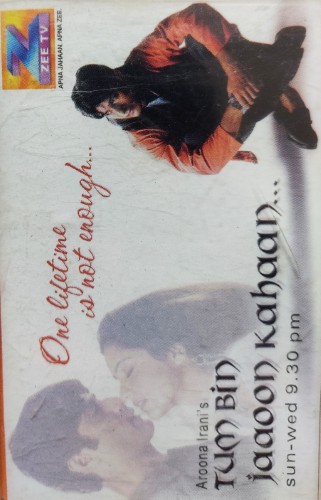 ZEE TV
APNA JAHAAN. APNA ZEE.
One lifetime
is not enough...
Aroona Irani's
TUM BIN
JAAOON KAHAAN...
sun-wed 9.30 pm